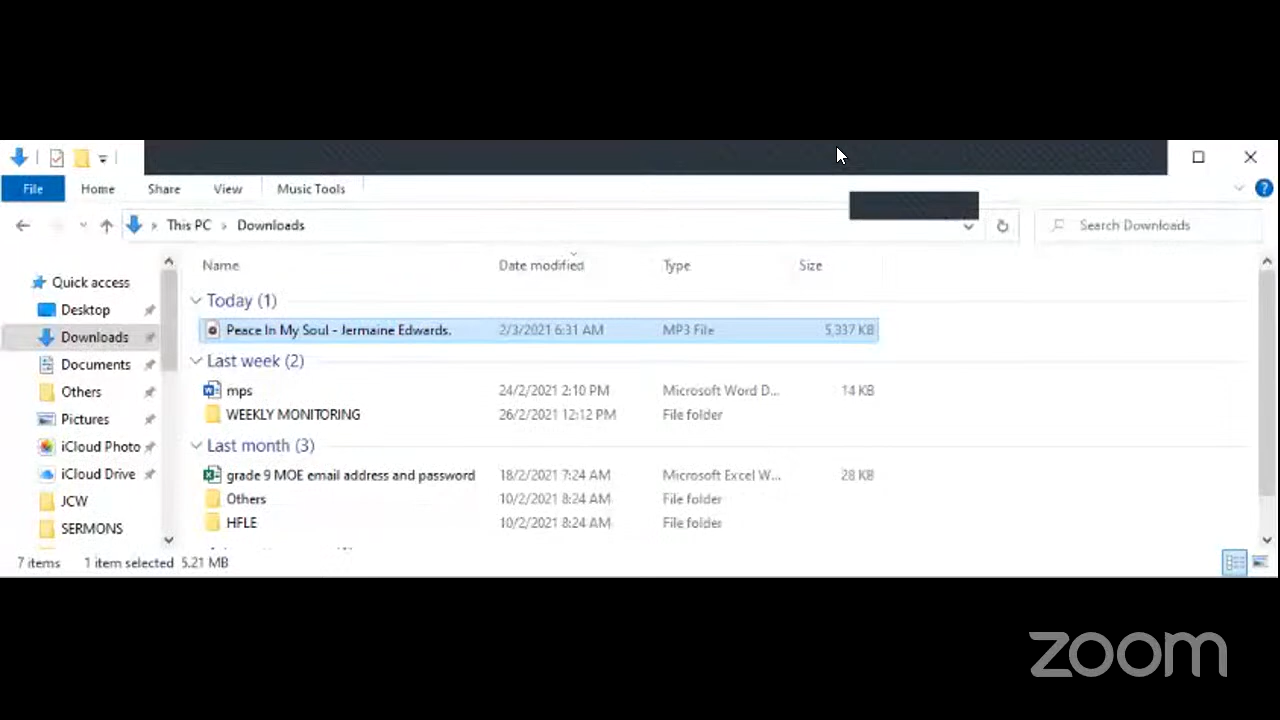 File Home Share View Music Tools
This PC > Downloads Search Downloads
Name Date modified Type Size
Quick access
Desktop
Downloads
Documents
Others
Pictures
iCloud Photo
iCloud Drive
JCW
SERMONS
Today (1)
Peace In My Soul - Jermaine Edwards. 2/3/2021 6:31 AM MP3 File 5,337 KB
Last week (2)
mps 24/2/2021 2:10 PM Microsoft Word D... 14 KB
WEEKLY MONITORING 26/2/2021 12:12 PM File folder
Last month (3)
grade 9 MOE email address and password 18/2/2021 7:24 AM Microsoft Excel W... 28 KB
Others 10/2/2021 8:24 AM File folder
HFLE 10/2/2021 8:24 AM File folder
7 items 1 item selected 5.21 MB
zoom